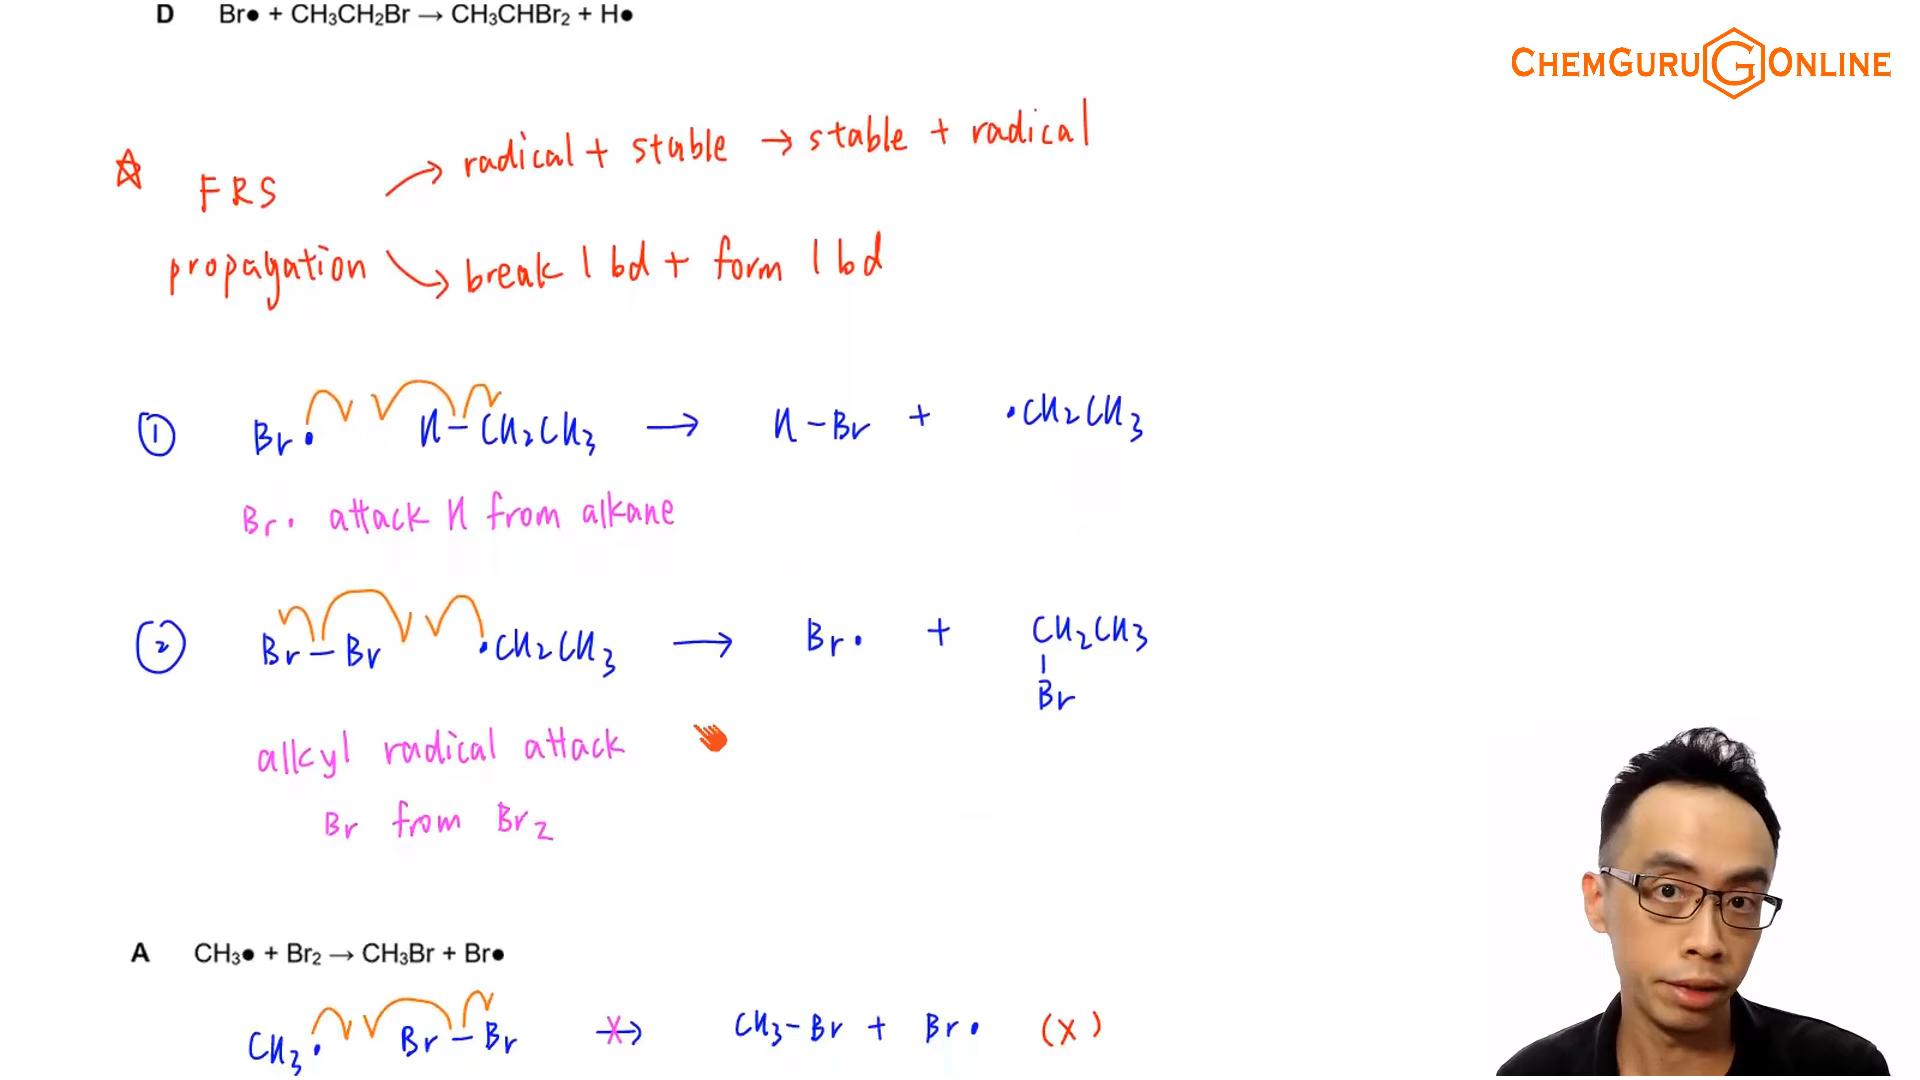 D Br● + CH₃CH₂Br → CH₃CHBr₂ + H●
CHEMGURU G ONLINE
☆ FRS propagation
→ radical + stable → stable + radical
→ break 1 bd + form 1 bd
① Br• H–CH₂CH₃ → H–Br + •CH₂CH₃
Br• attack H from alkane
② Br–Br •CH₂CH₃ → Br• + CH₂CH₃
Br
alkyl radical attack
Br from Br₂
A CH₃● + Br₂ → CH₃Br + Br●
CH₃• Br–Br → CH₃–Br + Br• (X)